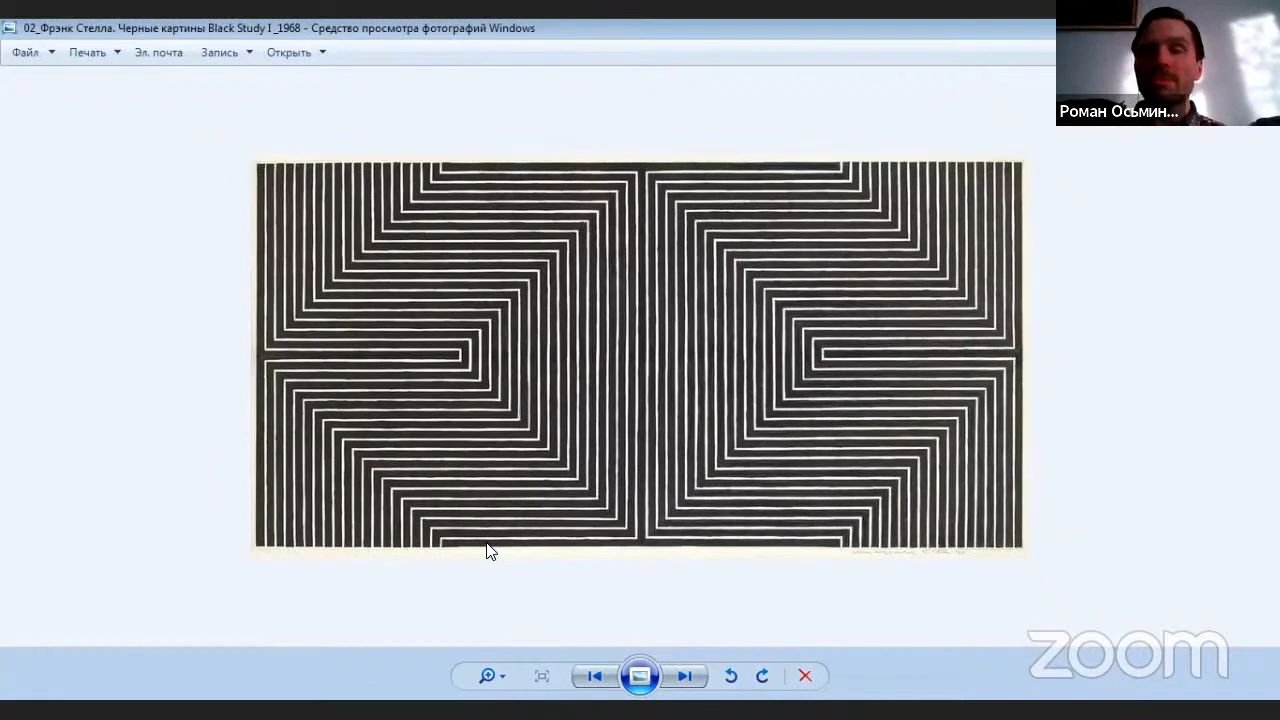 02_Фрэнк Стелла. Черные картины Black Study I_1968 - Средство просмотра фотографий Windows
Файл Печать Эл. почта Запись Открыть
Роман Осьмин...
zoom